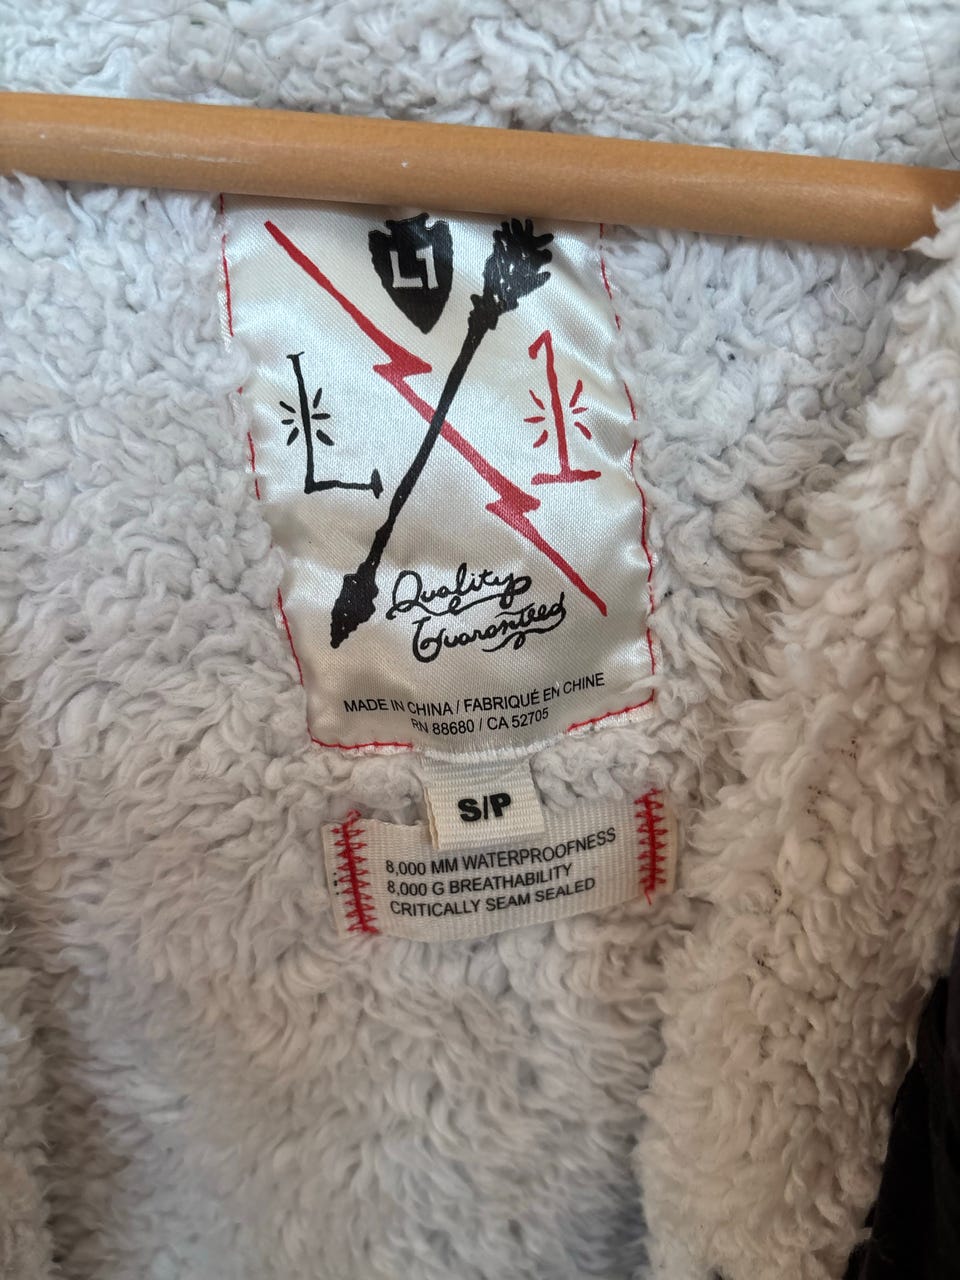 L1
L 1
Quality
Guaranteed
MADE IN CHINA / FABRIQUÉ EN CHINE
RN 88680 / CA 52705
S/P
8,000 MM WATERPROOFNESS
8,000 G BREATHABILITY
CRITICALLY SEAM SEALED